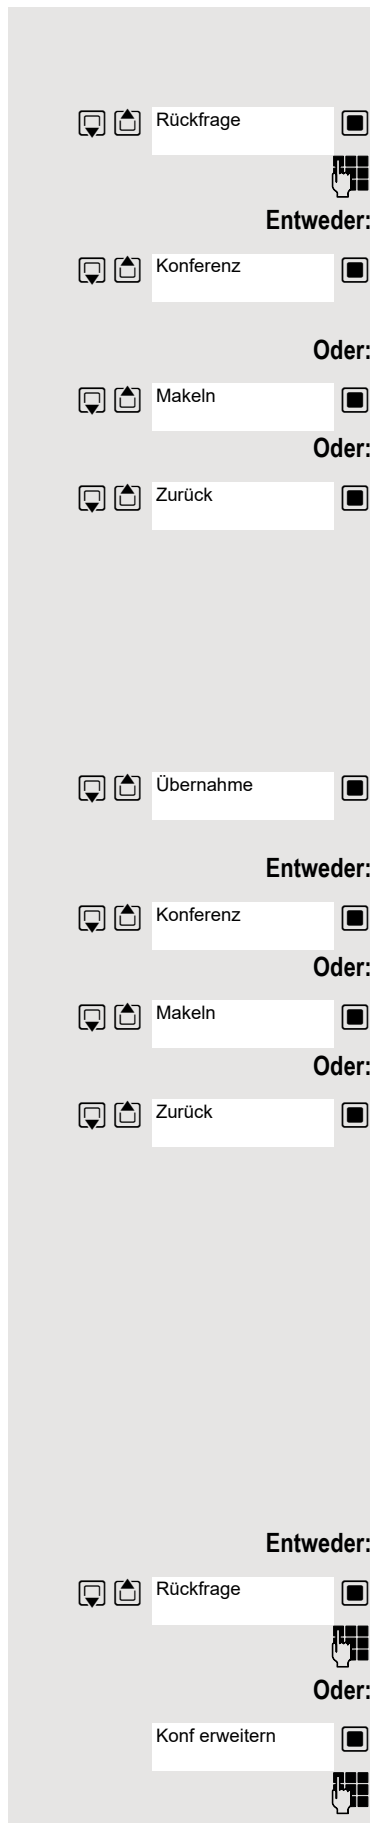 Rückfrage
Entweder:
Konferenz
Oder:
Makeln
Oder:
Zurück
Übernahme
Entweder:
Konferenz
Oder:
Makeln
Oder:
Zurück
Entweder:
Rückfrage
Oder:
Konf erweitern